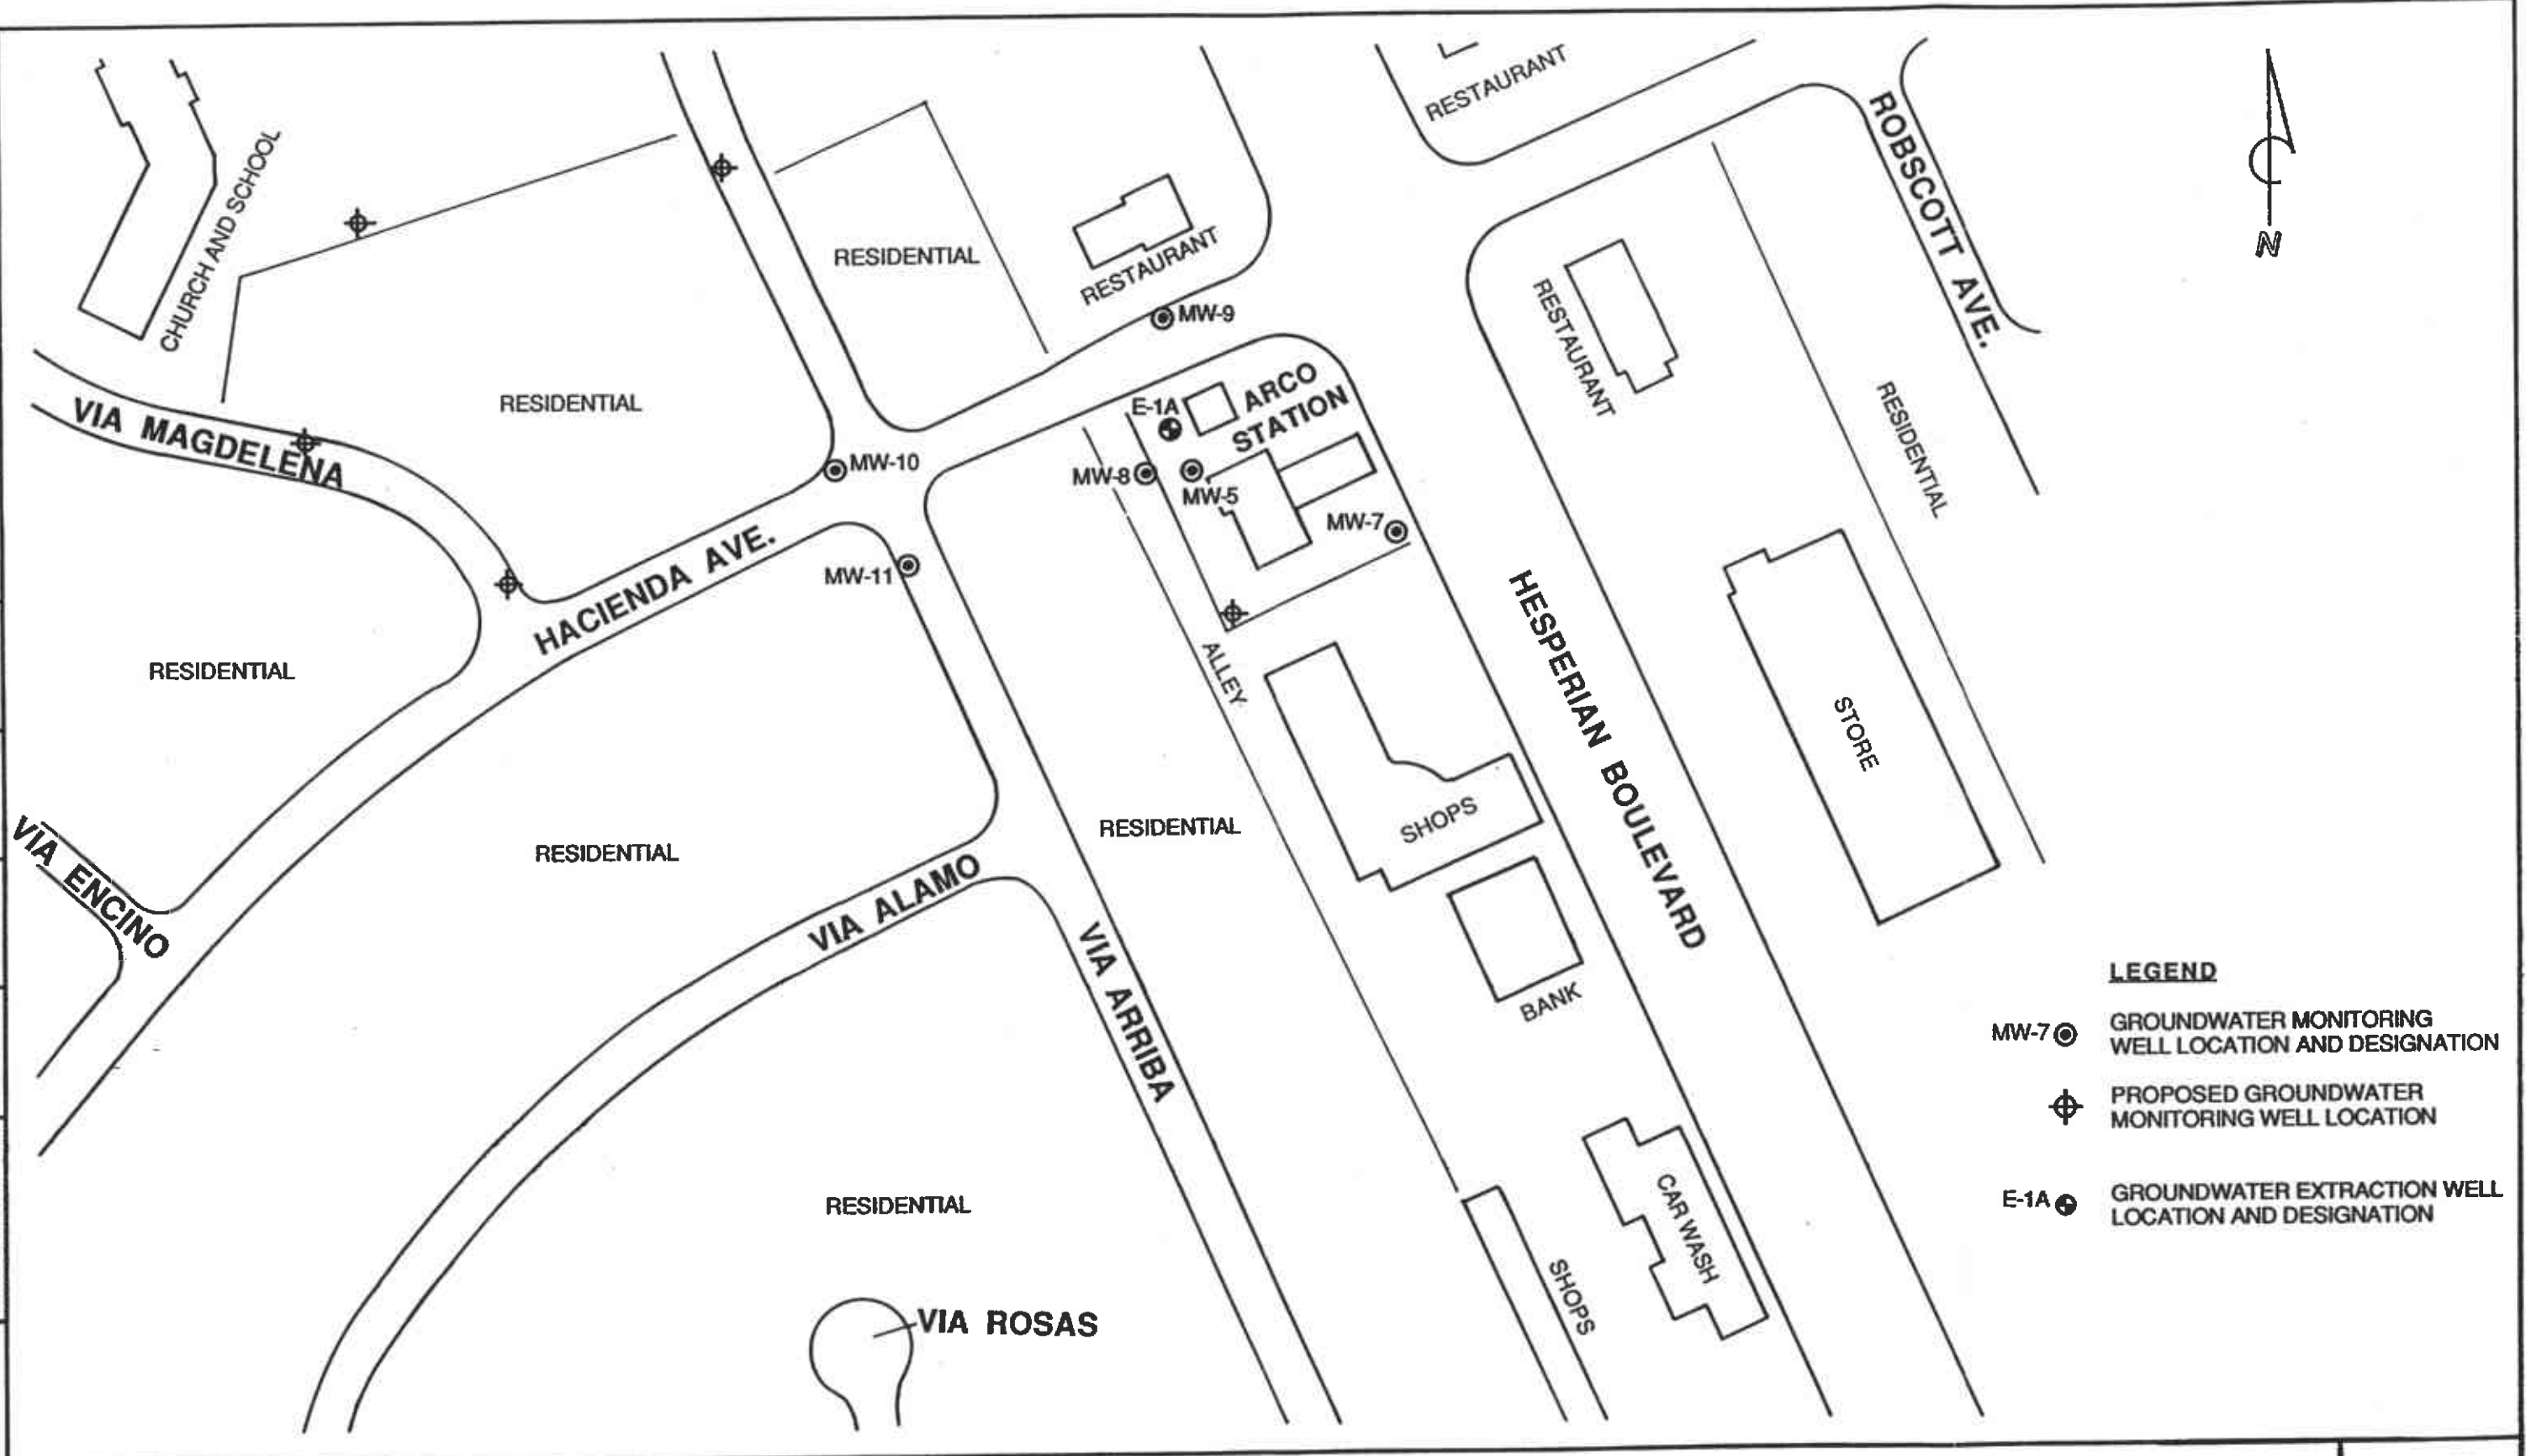 RESTAURANT
ROBSCOTT AVE.
N
CHURCH AND SCHOOL
RESIDENTIAL
RESTAURANT
MW-9
RESTAURANT
RESIDENTIAL
ARCO
STATION
E-1A
VIA MAGDELENA
RESIDENTIAL
MW-10
MW-8
MW-5
MW-7
HACIENDA AVE.
MW-11
RESIDENTIAL
ALLEY
HESPERIAN BOULEVARD
STORE
VIA ENCINO
RESIDENTIAL
RESIDENTIAL
SHOPS
VIA ALAMO
VIA ARRIBA
BANK
RESIDENTIAL
CAR WASH
SHOPS
VIA ROSAS
LEGEND
MW-7 GROUNDWATER MONITORING
WELL LOCATION AND DESIGNATION
PROPOSED GROUNDWATER
MONITORING WELL LOCATION
E-1A GROUNDWATER EXTRACTION WELL
LOCATION AND DESIGNATION